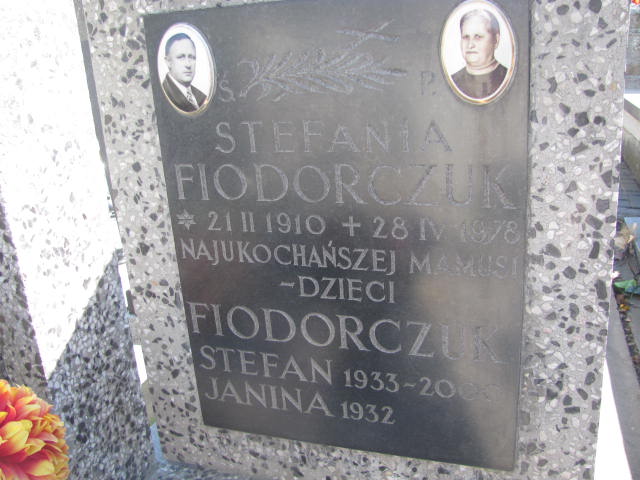 Ś. P.
STEFANIA
FIODORCZUK
* 21 II 1910 + 28 IV 1978
NAJUKOCHAŃSZEJ MAMUSI
~DZIECI
FIODORCZUK
STEFAN 1933~
JANINA 1932